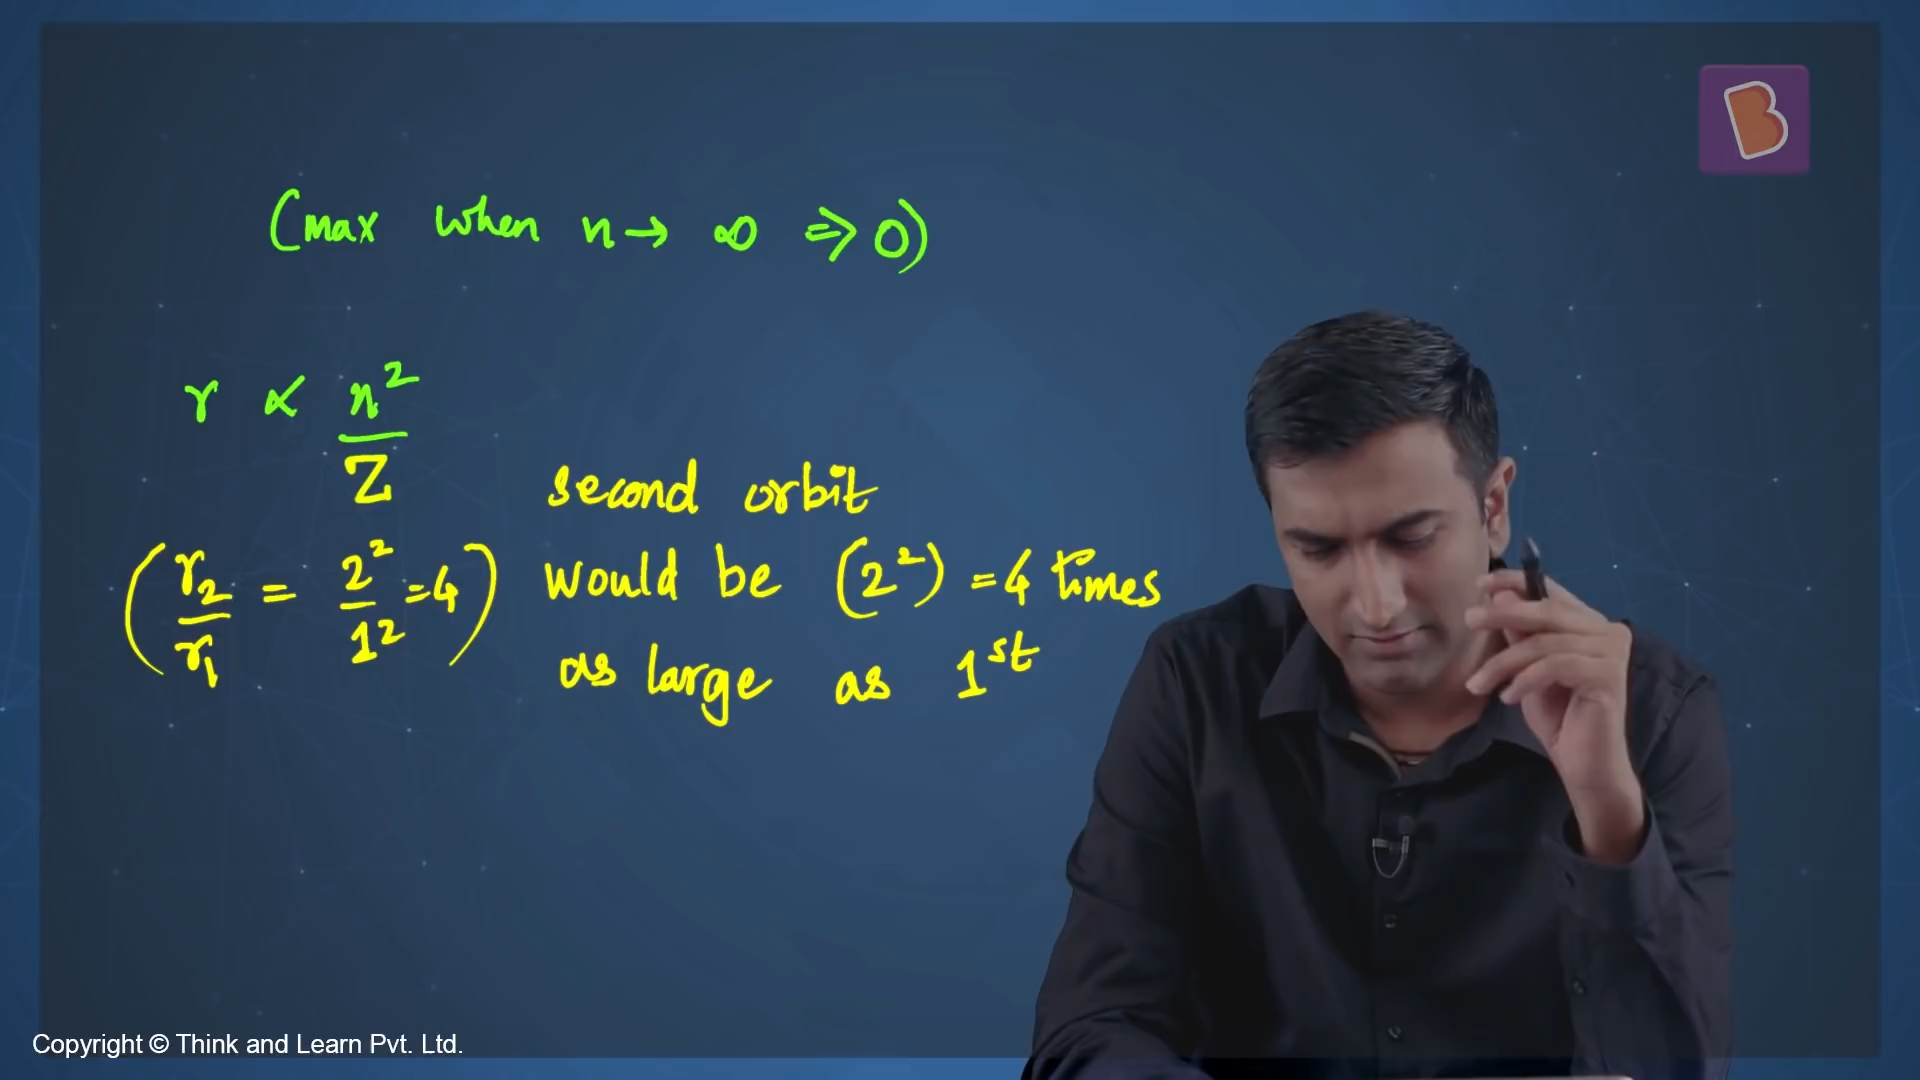 B
(max when n → ∞ ⇒ 0)
r ∝ n²/Z
second orbit
(r₂/r₁ = 2²/1² = 4) would be (2²) = 4 times
as large as 1st
Copyright © Think and Learn Pvt. Ltd.